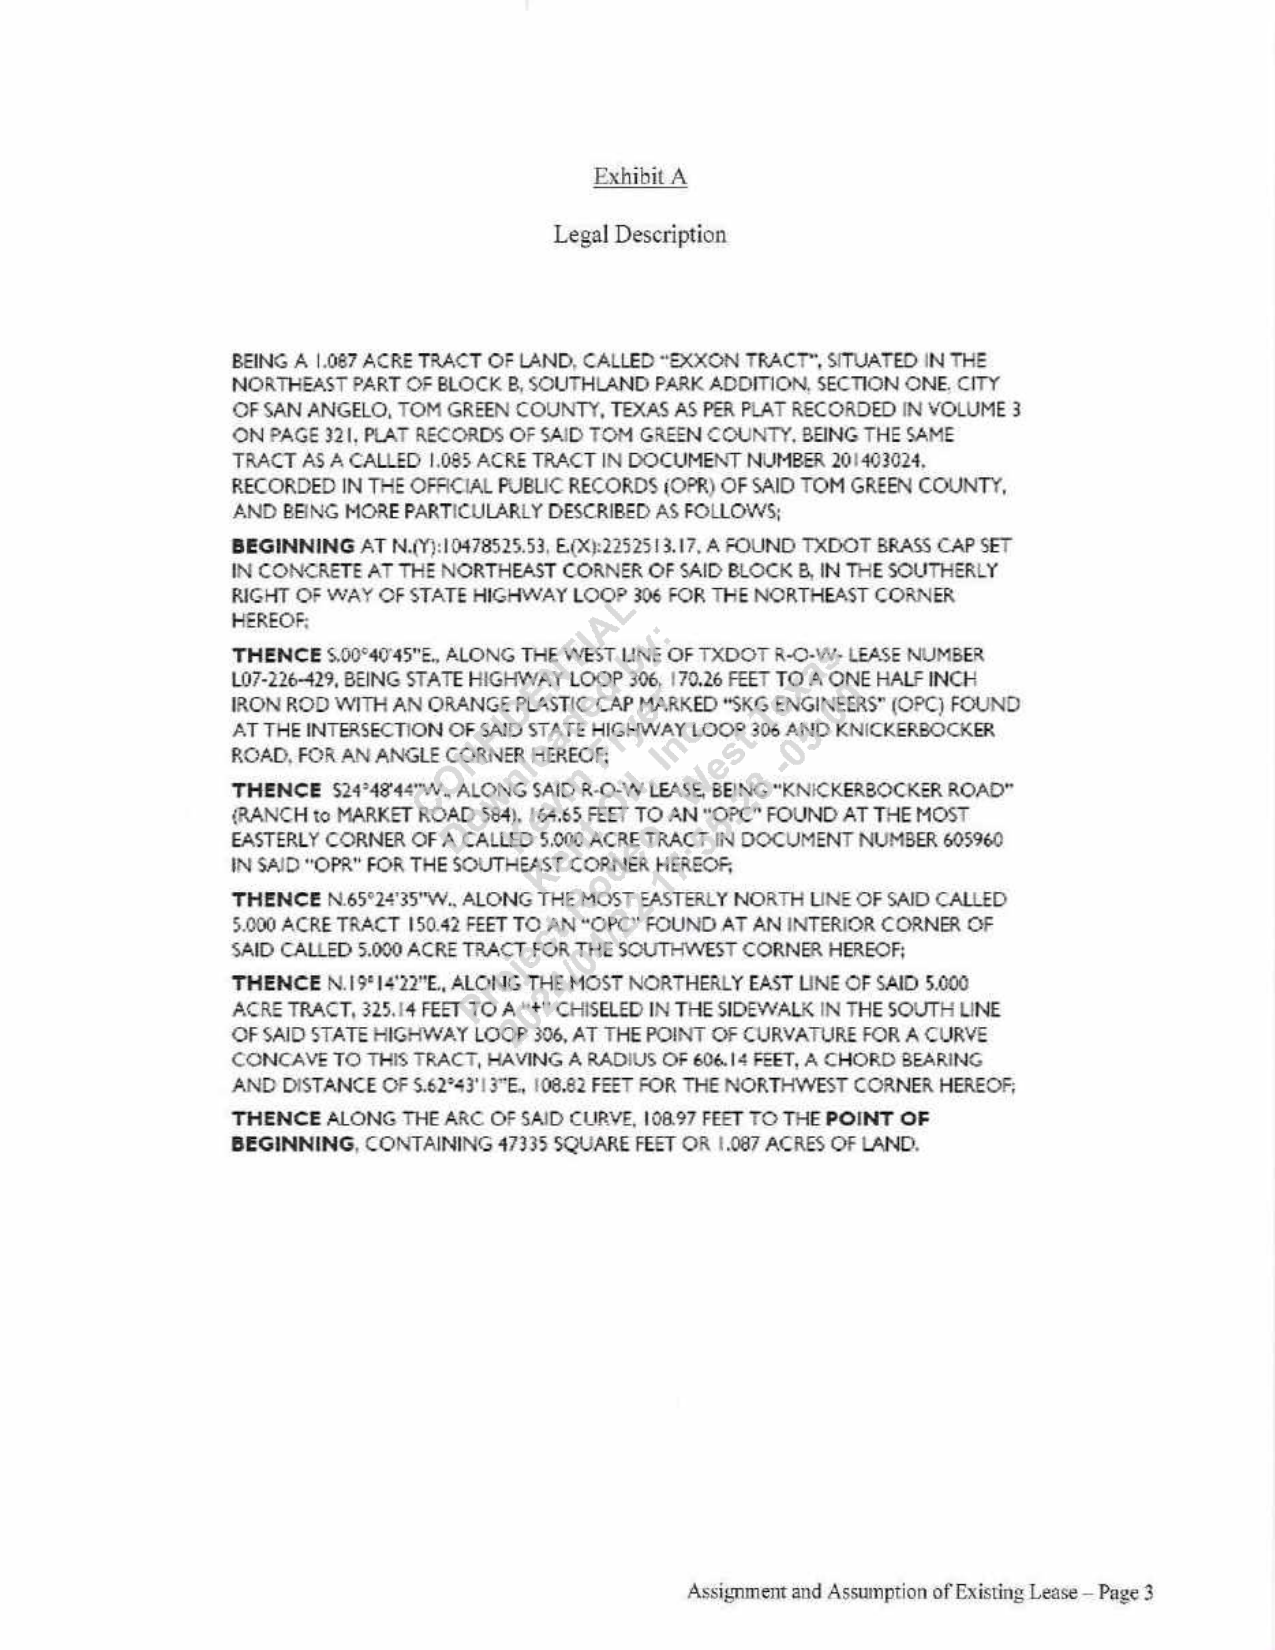 Exhibit A
Legal Description
BEING A 1.087 ACRE TRACT OF LAND, CALLED "EXXON TRACT", SITUATED IN THE
NORTHEAST PART OF BLOCK B, SOUTHLAND PARK ADDITION, SECTION ONE, CITY
OF SAN ANGELO, TOM GREEN COUNTY, TEXAS AS PER PLAT RECORDED IN VOLUME 3
ON PAGE 321, PLAT RECORDS OF SAID TOM GREEN COUNTY, BEING THE SAME
TRACT AS A CALLED 1.085 ACRE TRACT IN DOCUMENT NUMBER 201403024,
RECORDED IN THE OFFICIAL PUBLIC RECORDS (OPR) OF SAID TOM GREEN COUNTY,
AND BEING MORE PARTICULARLY DESCRIBED AS FOLLOWS;
BEGINNING AT N.(Y):10478525.53, E.(X):2252513.17, A FOUND TXDOT BRASS CAP SET
IN CONCRETE AT THE NORTHEAST CORNER OF SAID BLOCK B, IN THE SOUTHERLY
RIGHT OF WAY OF STATE HIGHWAY LOOP 306 FOR THE NORTHEAST CORNER
HEREOF;
THENCE S.00°40'45"E., ALONG THE WEST LINE OF TXDOT R-O-W- LEASE NUMBER
L07-226-429, BEING STATE HIGHWAY LOOP 306, 170.26 FEET TO A ONE HALF INCH
IRON ROD WITH AN ORANGE PLASTIC CAP MARKED "SKG ENGINEERS" (OPC) FOUND
AT THE INTERSECTION OF SAID STATE HIGHWAY LOOP 306 AND KNICKERBOCKER
ROAD, FOR AN ANGLE CORNER HEREOF;
THENCE S24°48'44"W., ALONG SAID R-O-W LEASE, BEING "KNICKERBOCKER ROAD"
(RANCH to MARKET ROAD 584), 164.65 FEET TO AN "OPC" FOUND AT THE MOST
EASTERLY CORNER OF A CALLED 5.000 ACRE TRACT IN DOCUMENT NUMBER 605960
IN SAID "OPR" FOR THE SOUTHEAST CORNER HEREOF;
THENCE N.65°24'35"W., ALONG THE MOST EASTERLY NORTH LINE OF SAID CALLED
5.000 ACRE TRACT 150.42 FEET TO AN "OPC" FOUND AT AN INTERIOR CORNER OF
SAID CALLED 5.000 ACRE TRACT FOR THE SOUTHWEST CORNER HEREOF;
THENCE N.19°14'22"E., ALONG THE MOST NORTHERLY EAST LINE OF SAID 5.000
ACRE TRACT, 325.14 FEET TO A "+" CHISELED IN THE SIDEWALK IN THE SOUTH LINE
OF SAID STATE HIGHWAY LOOP 306, AT THE POINT OF CURVATURE FOR A CURVE
CONCAVE TO THIS TRACT, HAVING A RADIUS OF 606.14 FEET, A CHORD BEARING
AND DISTANCE OF S.62°43'13"E., 108.82 FEET FOR THE NORTHWEST CORNER HEREOF;
THENCE ALONG THE ARC OF SAID CURVE, 108.97 FEET TO THE POINT OF
BEGINNING, CONTAINING 47335 SQUARE FEET OR 1.087 ACRES OF LAND.
CONFIDENTIAL
Downloaded by:
Kevin Frye
Kent Oil, Inc.
Project Rodeo - West Texas
Assignment and Assumption of Existing Lease – Page 3